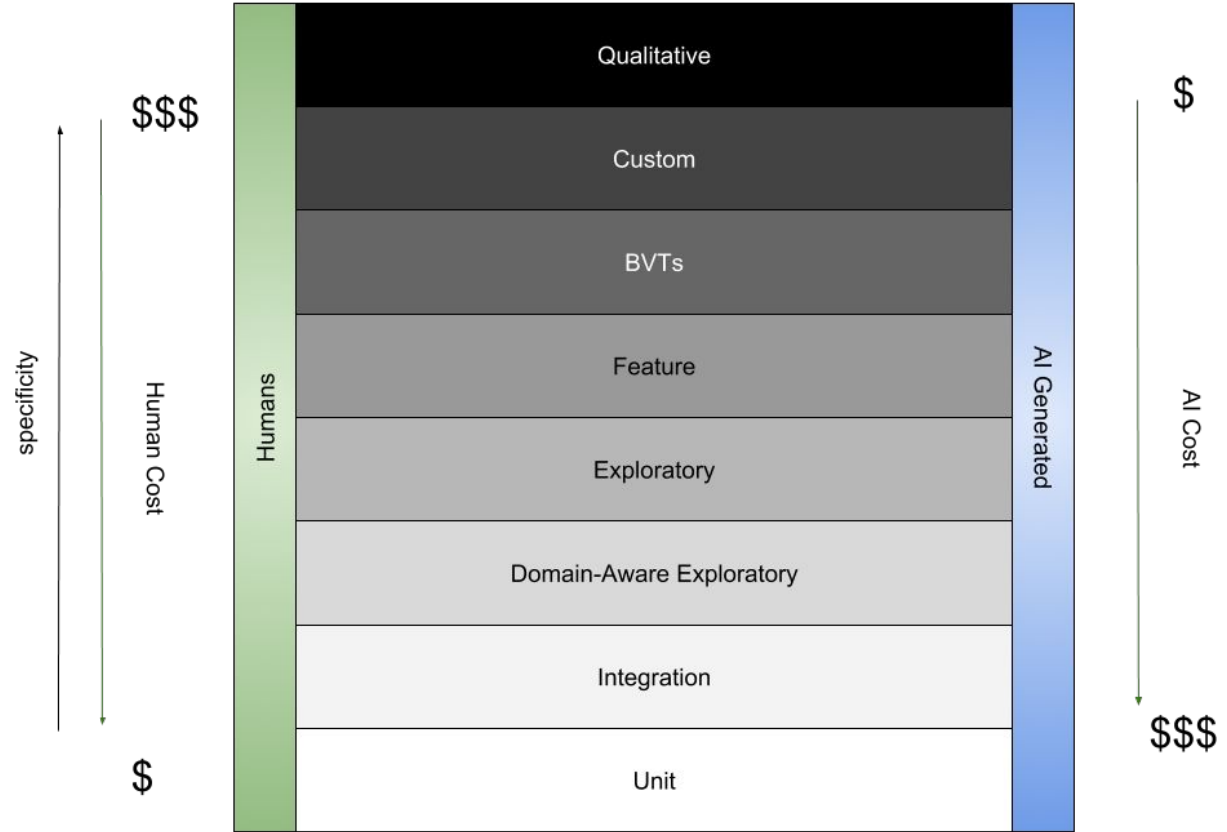 $$$
$
specificity
Human Cost
Humans
Qualitative
Custom
BVTs
Feature
Exploratory
Domain-Aware Exploratory
Integration
Unit
AI Generated
$
AI Cost
$$$